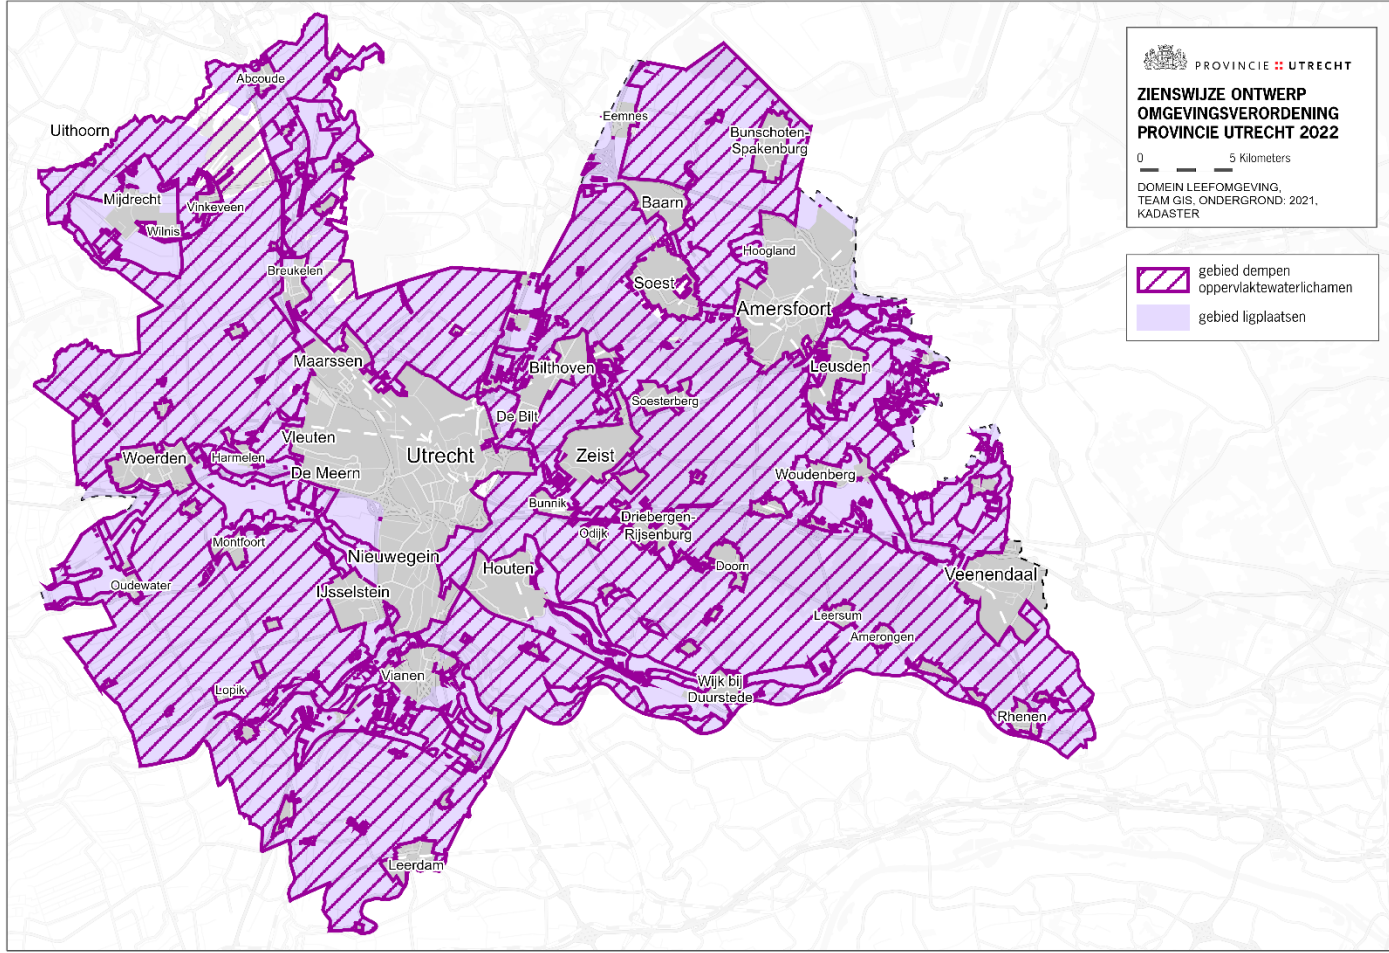 PROVINCIE :: UTRECHT
ZIENSWIJZE ONTWERP
OMGEVINGSVERORDENING
PROVINCIE UTRECHT 2022
0 5 Kilometers
DOMEIN LEEFOMGEVING,
TEAM GIS, ONDERGROND: 2021,
KADASTER
gebied dempen
oppervlaktewaterlichamen
gebied ligplaatsen
Abcoude
Uithoorn
Eemnes
Bunschoten-
Spakenburg
Mijdrecht
Vinkeveen
Wilnis
Baarn
Hoogland
Breukelen
Soest
Amersfoort
Maarssen
Bilthoven
Leusden
Soesterberg
De Bilt
Vleuten
Utrecht
Zeist
Woerden
Harmelen
De Meern
Woudenberg
Bunnik
Driebergen-
Rijsenburg
Odijk
Montfoort
Nieuwegein
Houten
Doorn
Veenendaal
Oudewater
IJsselstein
Leersum
Amerongen
Vianen
Lopik
Wijk bij
Duurstede
Rhenen
Leerdam